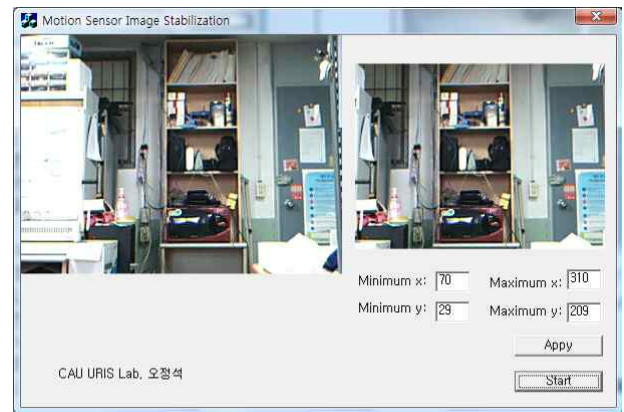 Motion Sensor Image Stabilization
Minimum x: 70
Maximum x: 310
Minimum y: 29
Maximum y: 209
Appy
CAU URIS Lab, 오정석
Start